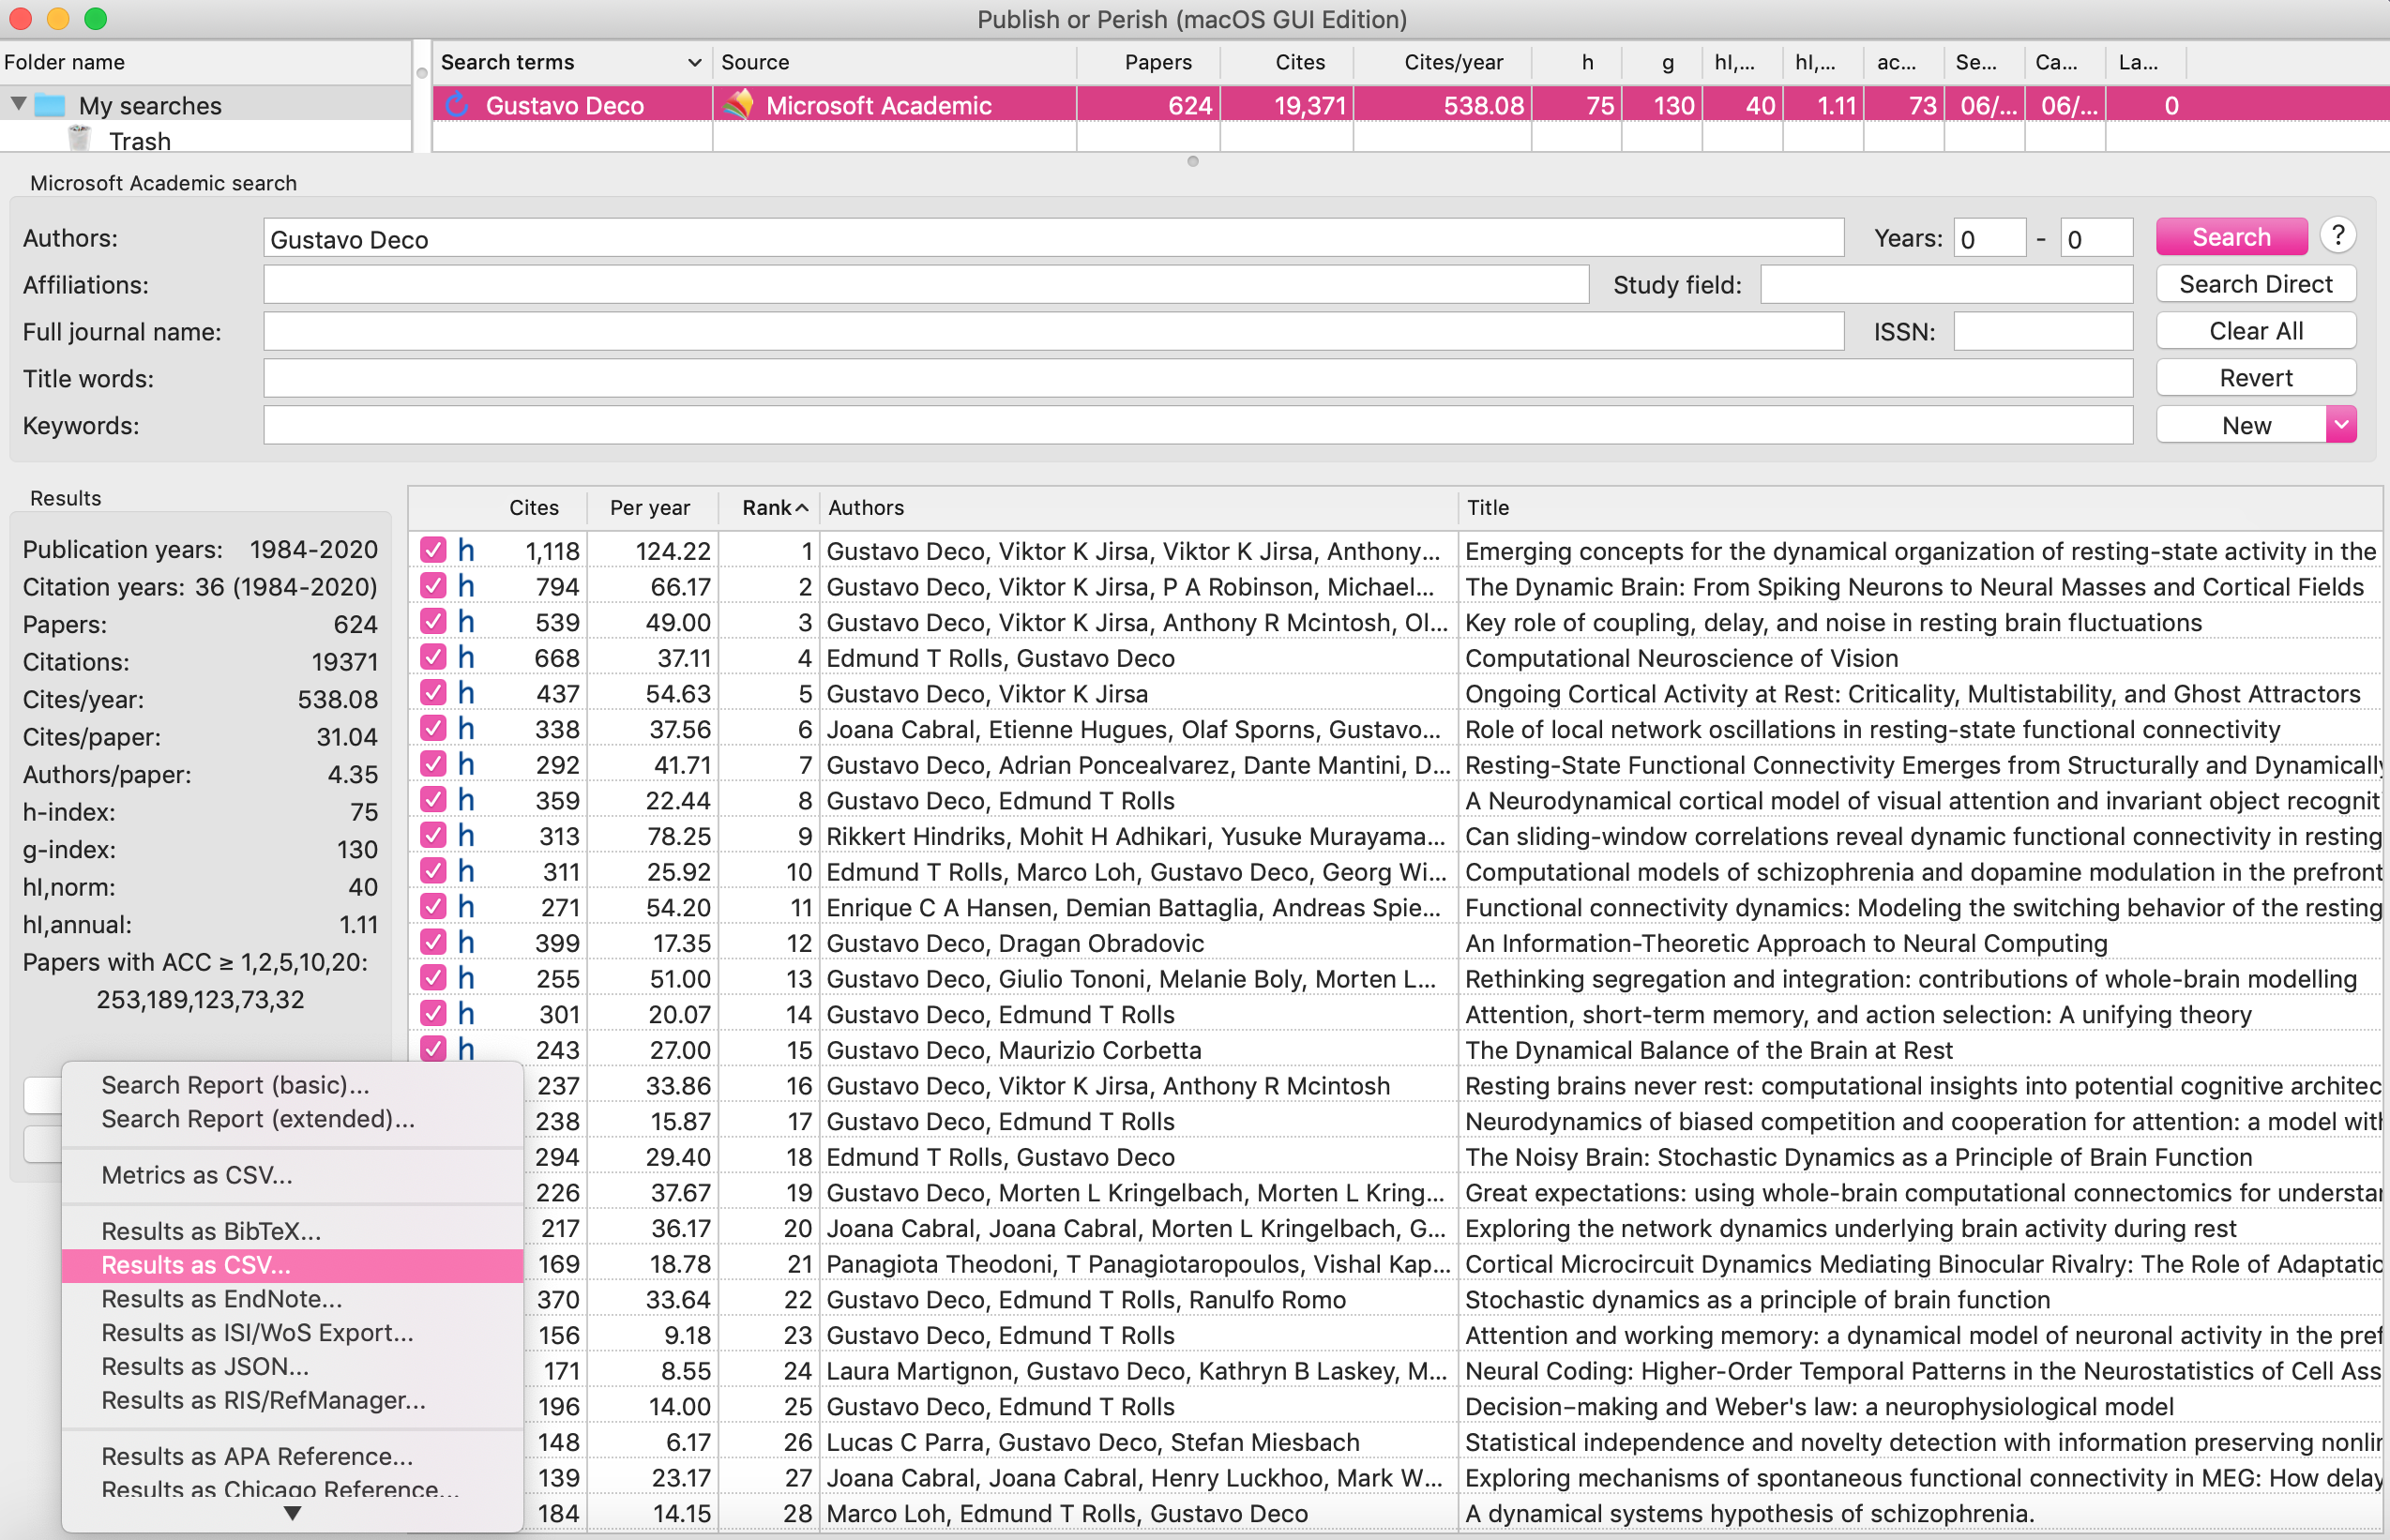 Publish or Perish (macOS GUI Edition)
Folder name
My searches
Trash
Search terms Source Papers Cites Cites/year h g hI,... hI,... ac... Se... Ca... La...
Gustavo Deco Microsoft Academic 624 19,371 538.08 75 130 40 1.11 73 06/... 06/... 0
Microsoft Academic search
Authors: Gustavo Deco Years: 0 - 0 Search ?
Affiliations: Study field: Search Direct
Full journal name: ISSN: Clear All
Title words: Revert
Keywords: New
Results
Publication years: 1984-2020
Citation years: 36 (1984-2020)
Papers: 624
Citations: 19371
Cites/year: 538.08
Cites/paper: 31.04
Authors/paper: 4.35
h-index: 75
g-index: 130
hI,norm: 40
hI,annual: 1.11
Papers with ACC ≥ 1,2,5,10,20:
253,189,123,73,32
Search Report (basic)...
Search Report (extended)...
Metrics as CSV...
Results as BibTeX...
Results as CSV...
Results as EndNote...
Results as ISI/WoS Export...
Results as JSON...
Results as RIS/RefManager...
Results as APA Reference...
Results as Chicago Reference...
Cites Per year Rank Authors Title
h 1,118 124.22 1 Gustavo Deco, Viktor K Jirsa, Viktor K Jirsa, Anthony... Emerging concepts for the dynamical organization of resting-state activity in the
h 794 66.17 2 Gustavo Deco, Viktor K Jirsa, P A Robinson, Michael... The Dynamic Brain: From Spiking Neurons to Neural Masses and Cortical Fields
h 539 49.00 3 Gustavo Deco, Viktor K Jirsa, Anthony R Mcintosh, Ol... Key role of coupling, delay, and noise in resting brain fluctuations
h 668 37.11 4 Edmund T Rolls, Gustavo Deco Computational Neuroscience of Vision
h 437 54.63 5 Gustavo Deco, Viktor K Jirsa Ongoing Cortical Activity at Rest: Criticality, Multistability, and Ghost Attractors
h 338 37.56 6 Joana Cabral, Etienne Hugues, Olaf Sporns, Gustavo... Role of local network oscillations in resting-state functional connectivity
h 292 41.71 7 Gustavo Deco, Adrian Poncealvarez, Dante Mantini, D... Resting-State Functional Connectivity Emerges from Structurally and Dynamically
h 359 22.44 8 Gustavo Deco, Edmund T Rolls A Neurodynamical cortical model of visual attention and invariant object recognit
h 313 78.25 9 Rikkert Hindriks, Mohit H Adhikari, Yusuke Murayama... Can sliding-window correlations reveal dynamic functional connectivity in resting
h 311 25.92 10 Edmund T Rolls, Marco Loh, Gustavo Deco, Georg Wi... Computational models of schizophrenia and dopamine modulation in the prefront
h 271 54.20 11 Enrique C A Hansen, Demian Battaglia, Andreas Spie... Functional connectivity dynamics: Modeling the switching behavior of the resting
h 399 17.35 12 Gustavo Deco, Dragan Obradovic An Information-Theoretic Approach to Neural Computing
h 255 51.00 13 Gustavo Deco, Giulio Tononi, Melanie Boly, Morten L... Rethinking segregation and integration: contributions of whole-brain modelling
h 301 20.07 14 Gustavo Deco, Edmund T Rolls Attention, short-term memory, and action selection: A unifying theory
h 243 27.00 15 Gustavo Deco, Maurizio Corbetta The Dynamical Balance of the Brain at Rest
237 33.86 16 Gustavo Deco, Viktor K Jirsa, Anthony R Mcintosh Resting brains never rest: computational insights into potential cognitive architec
238 15.87 17 Gustavo Deco, Edmund T Rolls Neurodynamics of biased competition and cooperation for attention: a model with
294 29.40 18 Edmund T Rolls, Gustavo Deco The Noisy Brain: Stochastic Dynamics as a Principle of Brain Function
226 37.67 19 Gustavo Deco, Morten L Kringelbach, Morten L Kring... Great expectations: using whole-brain computational connectomics for understa
217 36.17 20 Joana Cabral, Joana Cabral, Morten L Kringelbach, G... Exploring the network dynamics underlying brain activity during rest
169 18.78 21 Panagiota Theodoni, T Panagiotaropoulos, Vishal Kap... Cortical Microcircuit Dynamics Mediating Binocular Rivalry: The Role of Adaptatic
370 33.64 22 Gustavo Deco, Edmund T Rolls, Ranulfo Romo Stochastic dynamics as a principle of brain function
156 9.18 23 Gustavo Deco, Edmund T Rolls Attention and working memory: a dynamical model of neuronal activity in the pref
171 8.55 24 Laura Martignon, Gustavo Deco, Kathryn B Laskey, M... Neural Coding: Higher-Order Temporal Patterns in the Neurostatistics of Cell Ass
196 14.00 25 Gustavo Deco, Edmund T Rolls Decision-making and Weber's law: a neurophysiological model
148 6.17 26 Lucas C Parra, Gustavo Deco, Stefan Miesbach Statistical independence and novelty detection with information preserving nonlin
139 23.17 27 Joana Cabral, Joana Cabral, Henry Luckhoo, Mark W... Exploring mechanisms of spontaneous functional connectivity in MEG: How delay
184 14.15 28 Marco Loh, Edmund T Rolls, Gustavo Deco A dynamical systems hypothesis of schizophrenia.